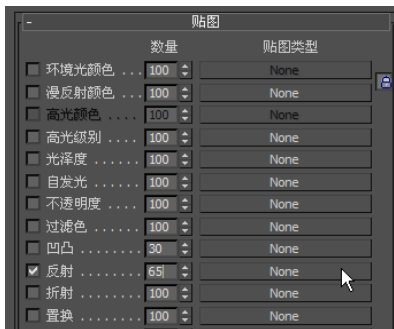 - 贴图
数量 贴图类型
环境光颜色 ... 100 None
漫反射颜色 ... 100 None
高光颜色 .... 100 None
高光级别 .... 100 None
光泽度 ...... 100 None
自发光 ...... 100 None
不透明度 .... 100 None
过滤色 ...... 100 None
凹凸 ........ 30 None
反射 ........ 65 None
折射 ........ 100 None
置换 ........ 100 None